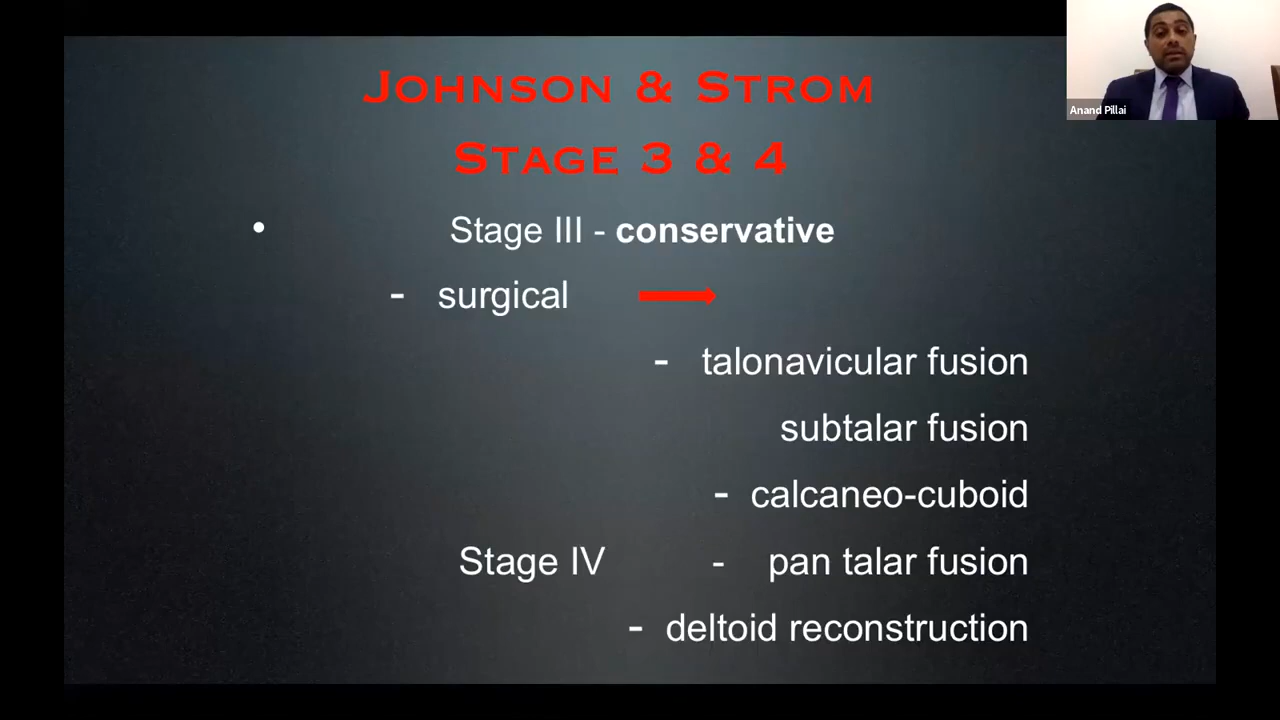 JOHNSON & STROM
STAGE 3 & 4
Anand Pillai
• Stage III - conservative
- surgical
- talonavicular fusion
subtalar fusion
- calcaneo-cuboid
Stage IV - pan talar fusion
- deltoid reconstruction